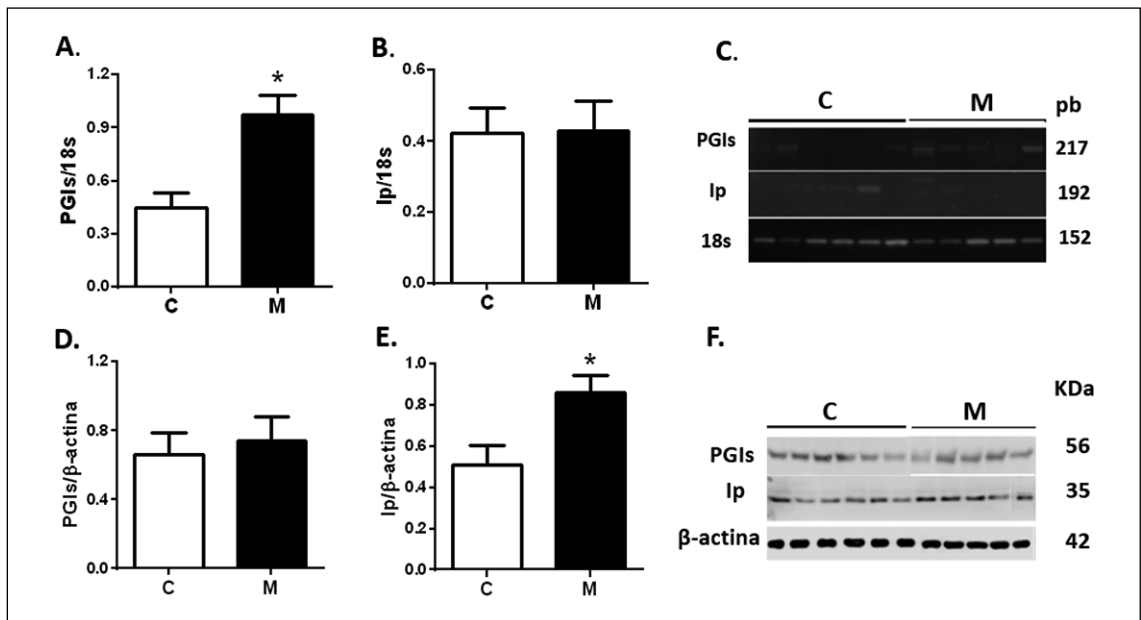 A.
PGIs/18s
1.2
0.9
0.6
0.3
0.0
*
C
M
B.
Ip/18s
0.6
0.4
0.2
0.0
C
M
C.
C
M
pb
PGIs
217
Ip
192
18s
152
D.
PGIs/β-actina
1.2
0.8
0.4
0.0
C
M
E.
Ip/β-actina
1.0
0.8
0.6
0.4
0.2
0.0
*
C
M
F.
KDa
C
M
PGIs
56
Ip
35
β-actina
42